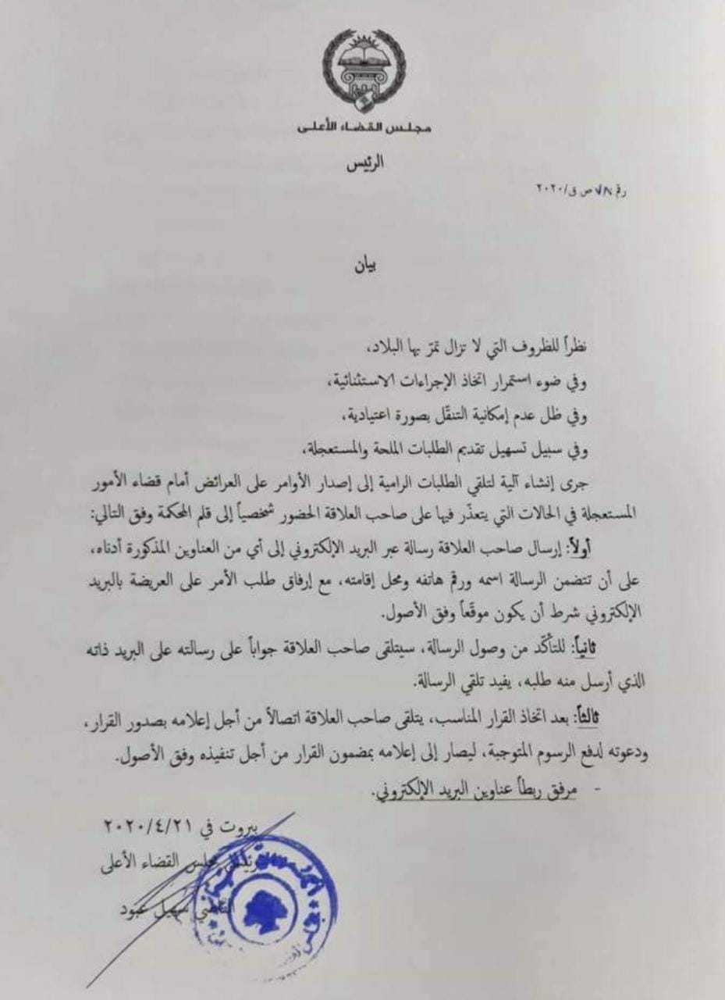 مجلس القضاء الأعلى
الرئيس
رقم ٧٨ ص ق/٢٠٢٠
بيان
نظراً للظروف التي لا تزال تمرّ بها البلاد،
وفي ضوء استمرار اتخاذ الإجراءات الاستثنائية،
وفي ظل عدم إمكانية التنقّل بصورة اعتيادية،
وفي سبيل تسهيل تقديم الطلبات الملحة والمستعجلة،
جرى إنشاء آلية لتلقي الطلبات الرامية إلى إصدار الأوامر على العرائض أمام قضاء الأمور
المستعجلة في الحالات التي يتعذّر فيها على صاحب العلاقة الحضور شخصياً إلى قلم المحكمة وفق التالي:
أولاً: إرسال صاحب العلاقة رسالة عبر البريد الإلكتروني إلى أي من العناوين المذكورة أدناه،
على أن تتضمن الرسالة اسمه ورقم هاتفه ومحل إقامته، مع إرفاق طلب الأمر على العريضة بالبريد
الإلكتروني شرط أن يكون موقّعاً وفق الأصول.
ثانياً: للتأكّد من وصول الرسالة، سيتلقى صاحب العلاقة جواباً على رسالته على البريد ذاته
الذي أرسل منه طلبه، يفيد تلقي الرسالة.
ثالثاً: بعد اتخاذ القرار المناسب، يتلقى صاحب العلاقة اتصالاً من أجل إعلامه بصدور القرار،
ودعوته لدفع الرسوم المتوجبة، ليصار إلى إعلامه بمضمون القرار من أجل تنفيذه وفق الأصول.
- مرفق ربطاً عناوين البريد الإلكتروني.
بيروت في ٢٠٢٠/٤/٢١
رئيس مجلس القضاء الأعلى
القاضي سهيل عبود